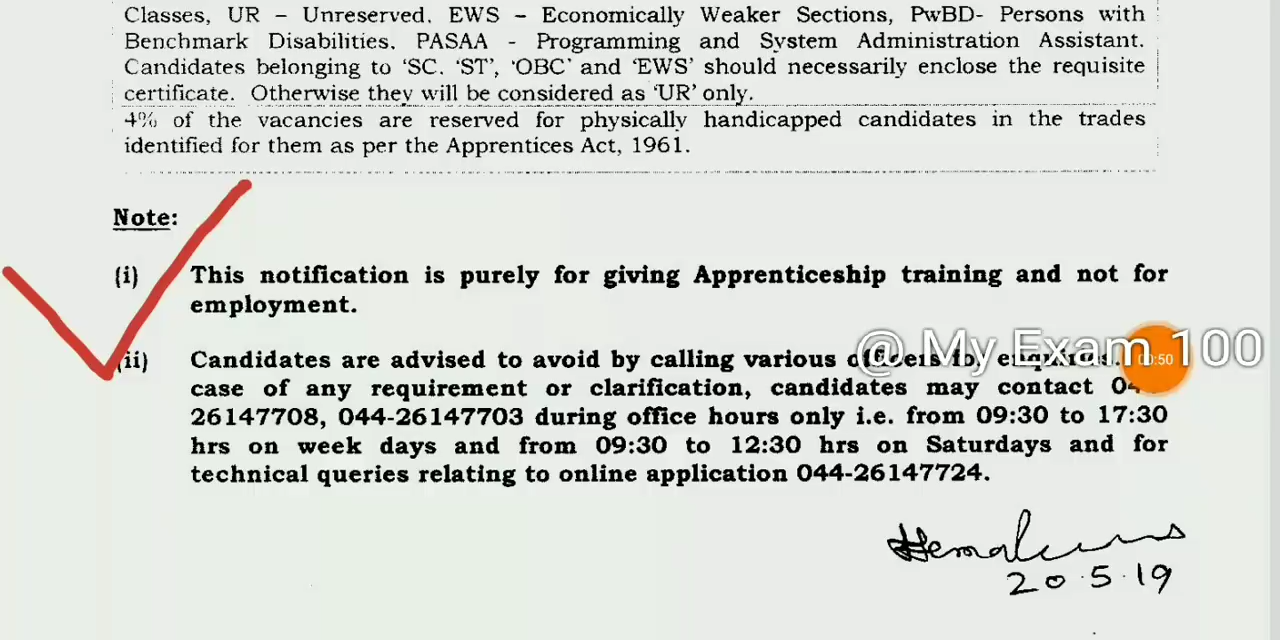 Classes, UR – Unreserved. EWS – Economically Weaker Sections, PwBD- Persons with
Benchmark Disabilities. PASAA - Programming and System Administration Assistant.
Candidates belonging to ‘SC. ‘ST’, ‘OBC’ and ‘EWS’ should necessarily enclose the requisite
certificate. Otherwise they will be considered as ‘UR’ only.
4% of the vacancies are reserved for physically handicapped candidates in the trades
identified for them as per the Apprentices Act, 1961.
Note:
(i) This notification is purely for giving Apprenticeship training and not for
employment.
(ii) Candidates are advised to avoid by calling various officers for enquiries.
@ My Exam 100
00:50
case of any requirement or clarification, candidates may contact 04
26147708, 044-26147703 during office hours only i.e. from 09:30 to 17:30
hrs on week days and from 09:30 to 12:30 hrs on Saturdays and for
technical queries relating to online application 044-26147724.
20.5.19